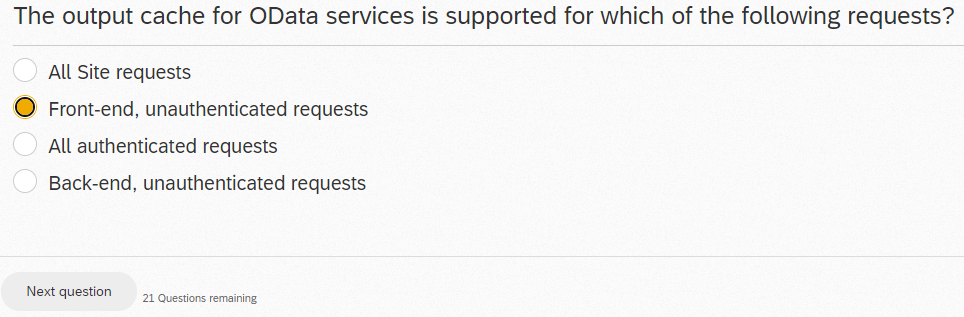 The output cache for OData services is supported for which of the following requests?
All Site requests
Front-end, unauthenticated requests
All authenticated requests
Back-end, unauthenticated requests
Next question
21 Questions remaining